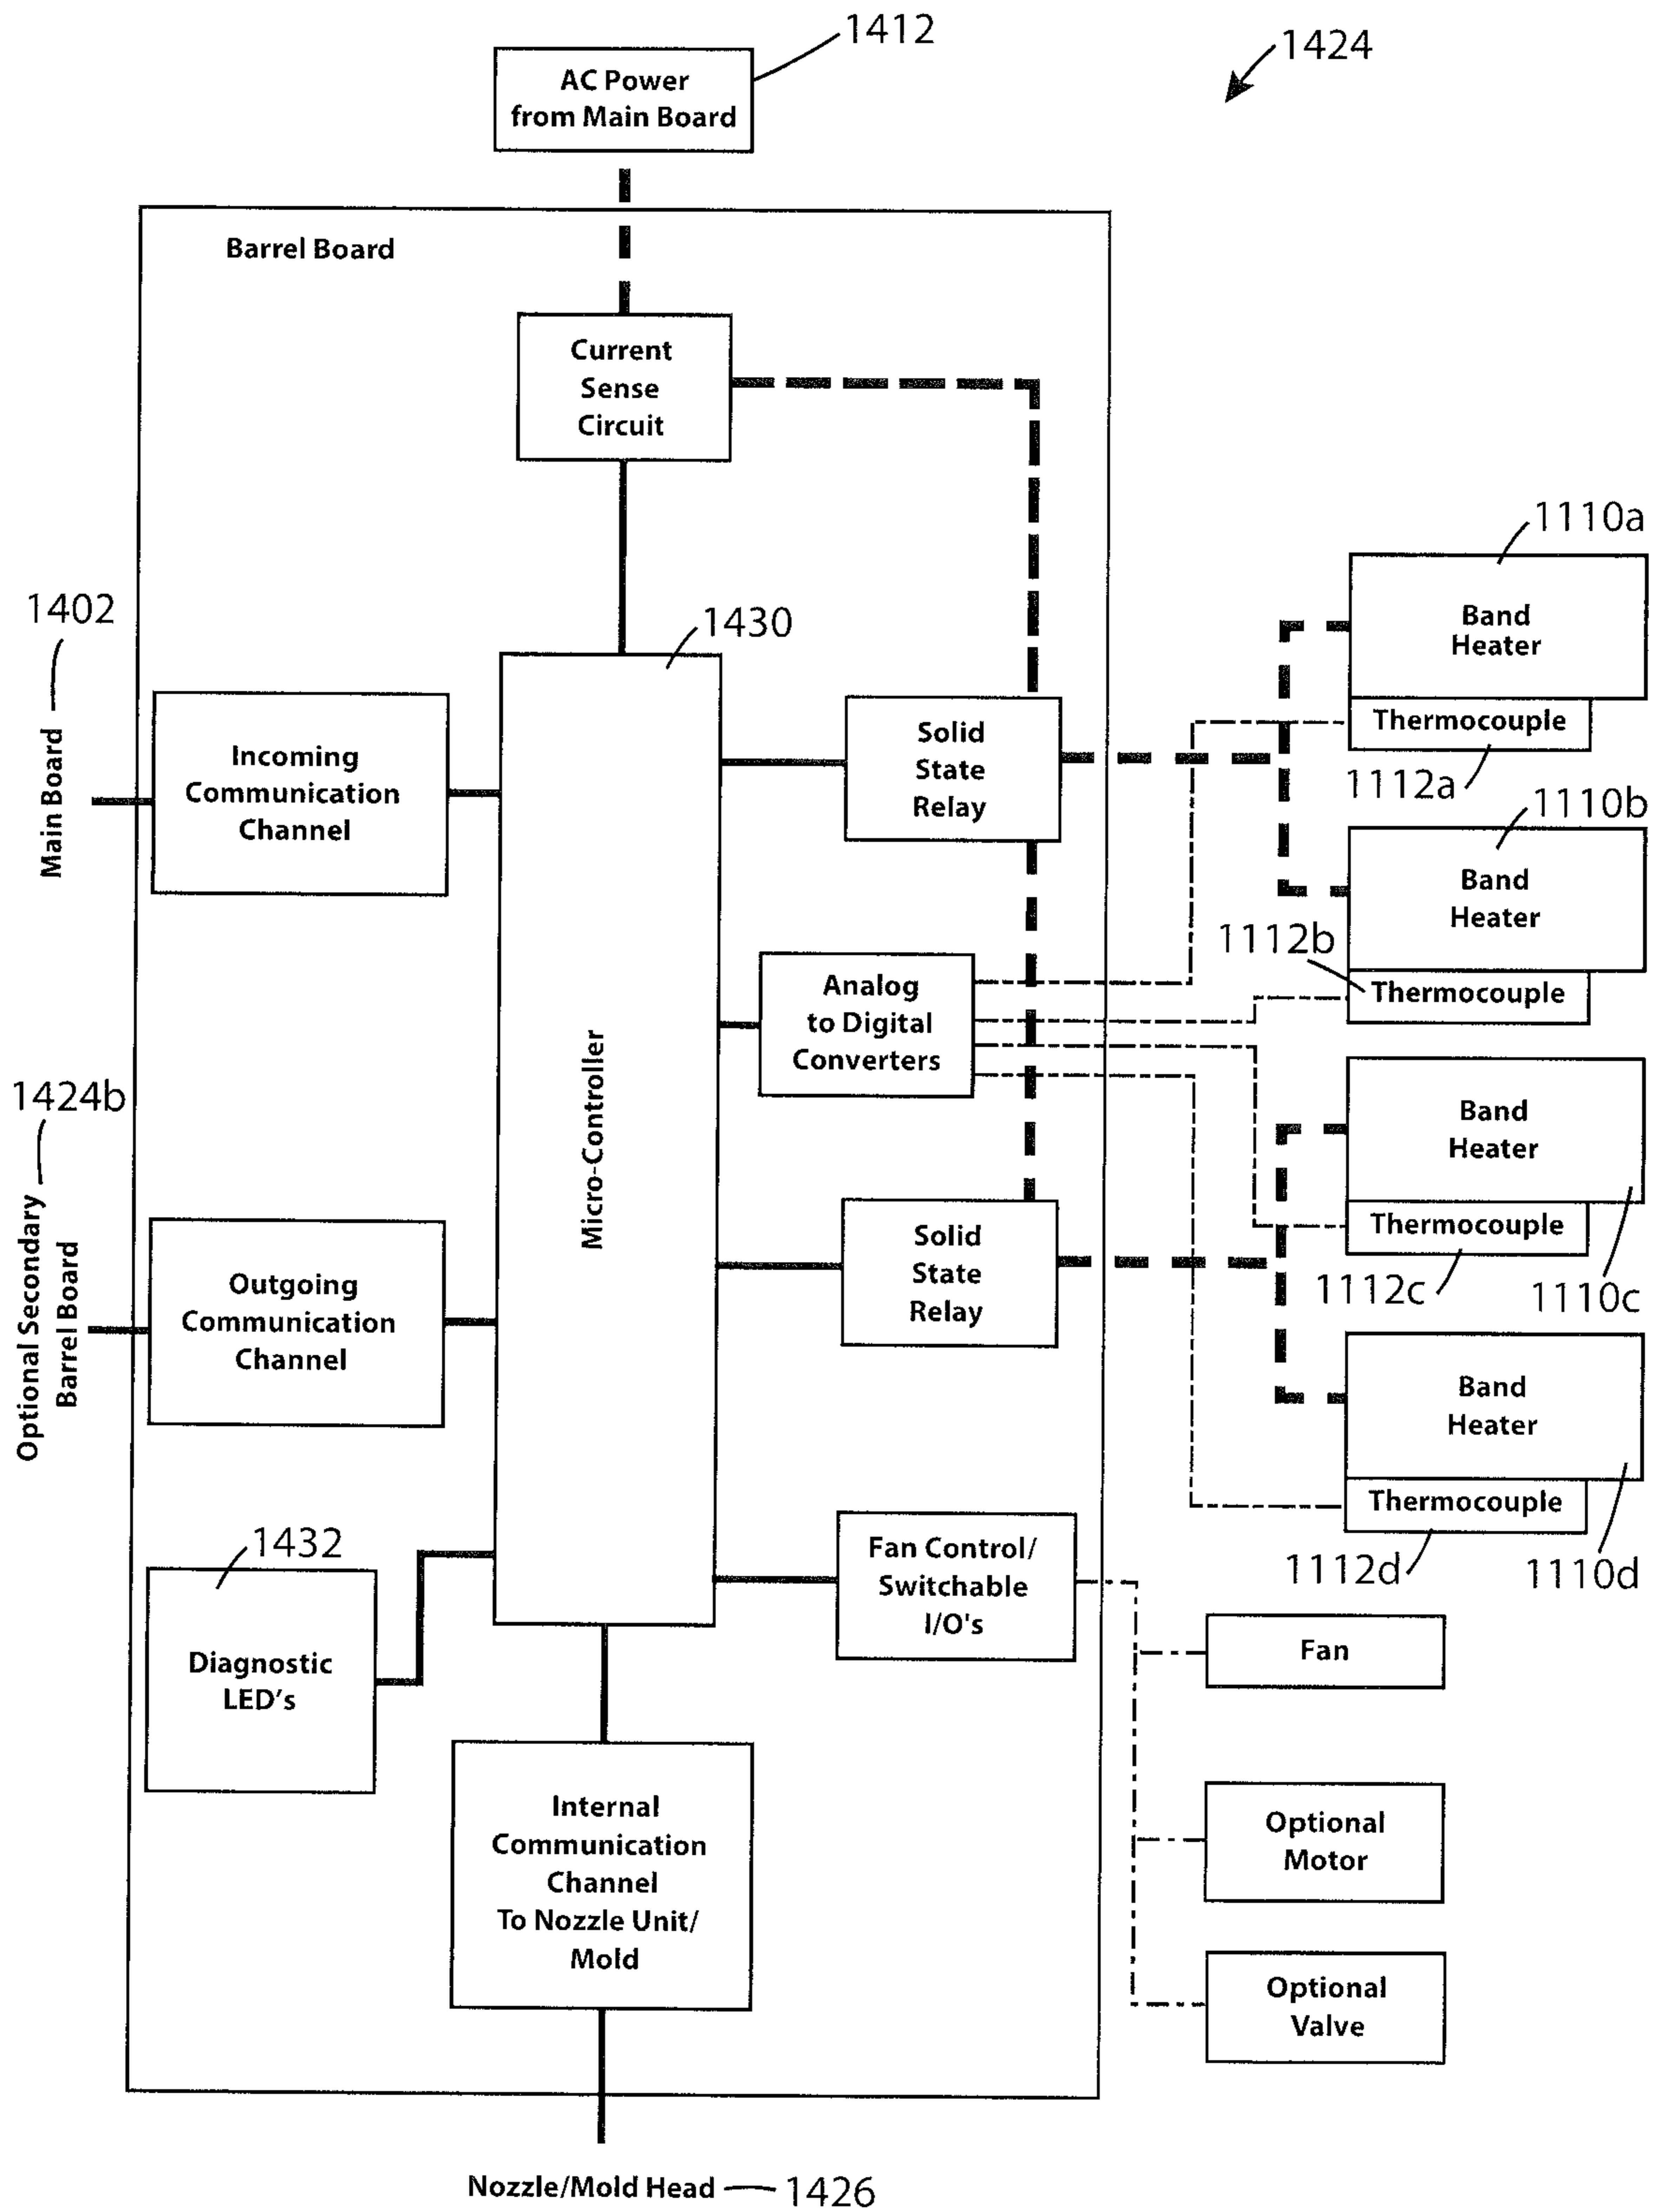 1412
1424
AC Power
from Main Board
Barrel Board
Current
Sense
Circuit
1110a
1402
1430
Band
Heater
Main Board
Incoming
Communication
Channel
Solid
State
Relay
Thermocouple
1112a
1110b
Band
Heater
1112b
Thermocouple
Analog
to Digital
Converters
Micro-Controller
1424b
Optional Secondary
Barrel Board
Band
Heater
Thermocouple
1112c
1110c
Outgoing
Communication
Channel
Solid
State
Relay
Band
Heater
Thermocouple
1112d
1110d
1432
Diagnostic
LED's
Fan Control/
Switchable
I/O's
Fan
Internal
Communication
Channel
To Nozzle Unit/
Mold
Optional
Motor
Optional
Valve
Nozzle/Mold Head
1426